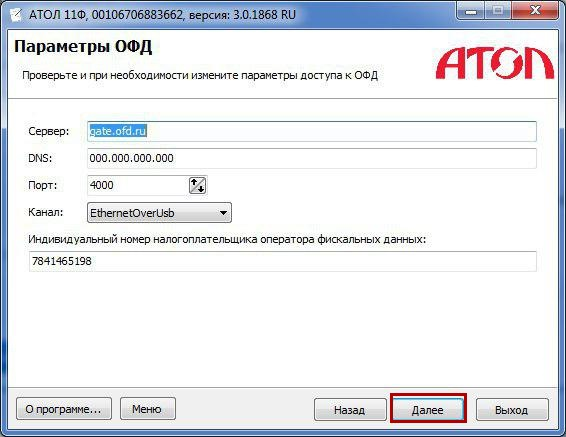 АТОЛ 11Ф, 00106706883662, версия: 3.0.1868 RU
Параметры ОФД
Проверьте и при необходимости измените параметры доступа к ОФД
АТОЛ
Сервер: gate.ofd.ru
DNS: 000.000.000.000
Порт: 4000
Канал: EthernetOverUsb
Индивидуальный номер налогоплательщика оператора фискальных данных:
7841465198
О программе... Меню Назад Далее Выход